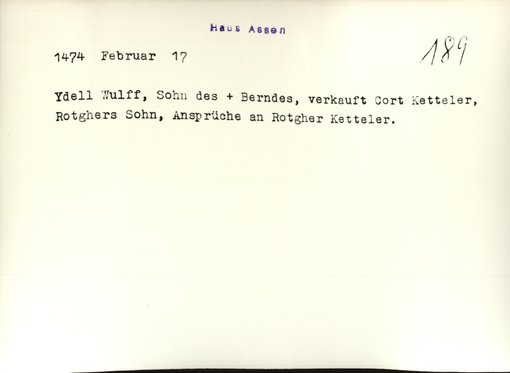 Haus Assen
189
1474 Februar 17
Ydell Wulff, Sohn des + Berndes, verkauft Cort Ketteler,
Rotghers Sohn, Ansprüche an Rotgher Ketteler.